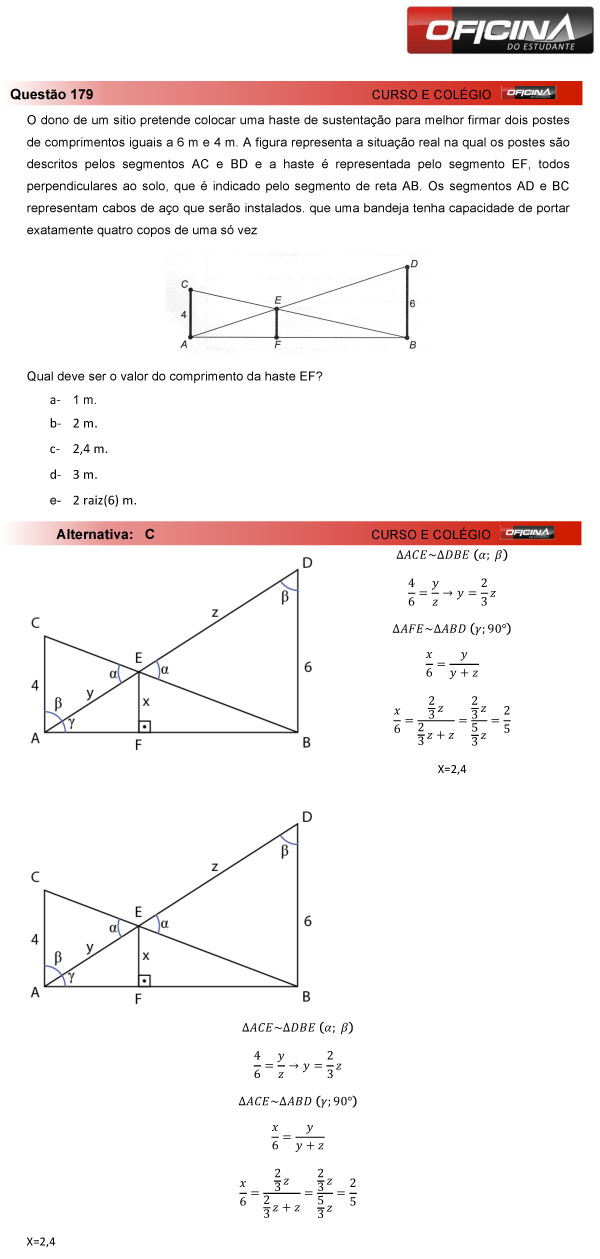 OFICINA
DO ESTUDANTE
Questão 179 CURSO E COLÉGIO OFICINA
O dono de um sitio pretende colocar uma haste de sustentação para melhor firmar dois postes
de comprimentos iguais a 6 m e 4 m. A figura representa a situação real na qual os postes são
descritos pelos segmentos AC e BD e a haste é representada pelo segmento EF, todos
perpendiculares ao solo, que é indicado pelo segmento de reta AB. Os segmentos AD e BC
representam cabos de aço que serão instalados. que uma bandeja tenha capacidade de portar
exatamente quatro copos de uma só vez
D
C
E
6
4
A F B
Qual deve ser o valor do comprimento da haste EF?
a- 1 m.
b- 2 m.
c- 2,4 m.
d- 3 m.
e- 2 raiz(6) m.
Alternativa: C CURSO E COLÉGIO OFICINA
D
β
z
C
E
α α
6
4
y
β
x
γ
A F B
ΔACE~ΔDBE (α; β)
4/6 = y/z → y = 2/3 z
ΔAFE~ΔABD (γ; 90°)
x/6 = y/(y + z)
x/6 = (2/3 z)/(2/3 z + z) = (2/3 z)/(5/3 z) = 2/5
X=2,4
D
β
z
C
E
α α
6
4
y
β
x
γ
A F B
ΔACE~ΔDBE (α; β)
4/6 = y/z → y = 2/3 z
ΔACE~ΔABD (γ; 90°)
x/6 = y/(y + z)
x/6 = (2/3 z)/(2/3 z + z) = (2/3 z)/(5/3 z) = 2/5
X=2,4